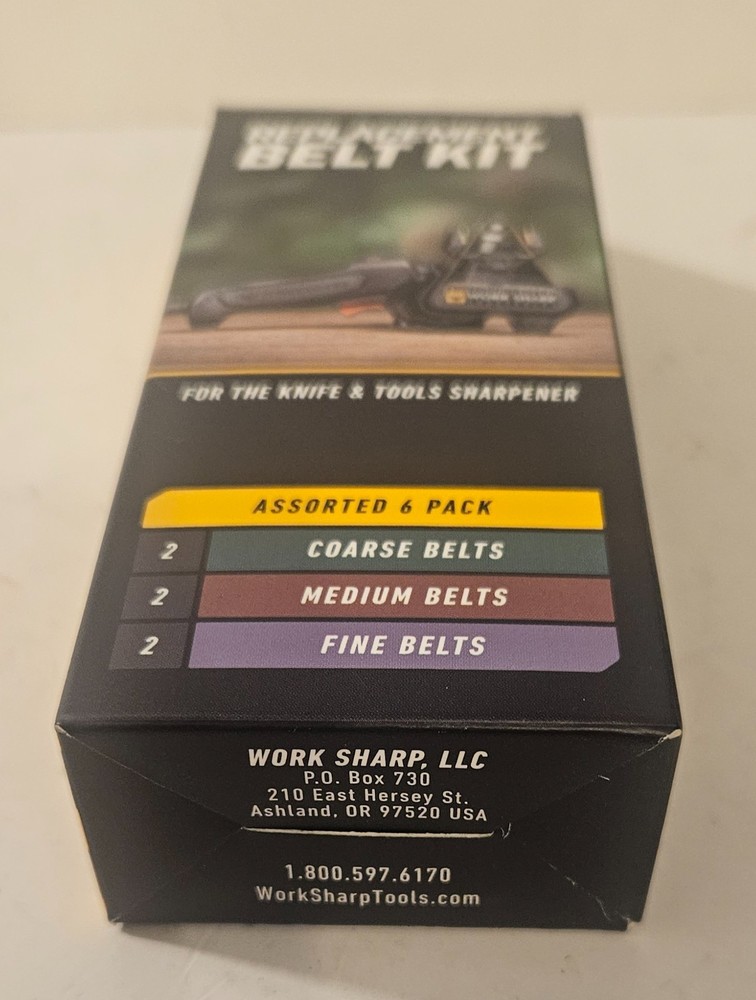 REPLACEMENT
BELT KIT
WORK SHARP
FOR THE KNIFE & TOOLS SHARPENER
ASSORTED 6 PACK
2 COARSE BELTS
2 MEDIUM BELTS
2 FINE BELTS
WORK SHARP, LLC
P.O. Box 730
210 East Hersey St.
Ashland, OR 97520 USA
1.800.597.6170
WorkSharpTools.com